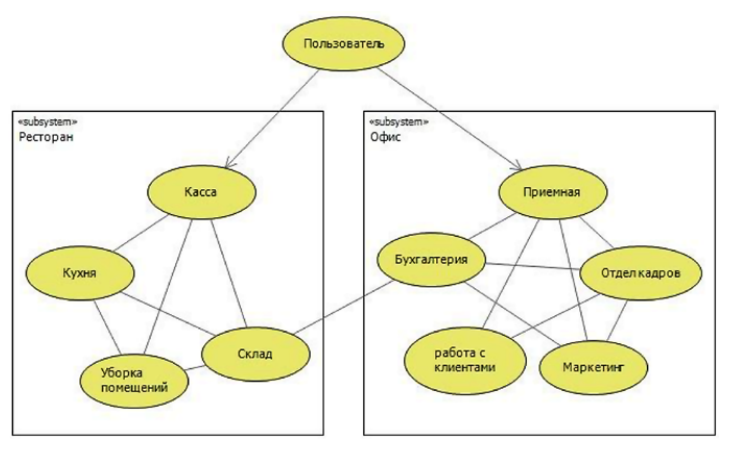 Пользователь
«subsystem»
Ресторан
Касса
Кухня
Склад
Уборка
помещений
«subsystem»
Офис
Приемная
Бухгалтерия
Отдел кадров
работа с
клиентами
Маркетинг